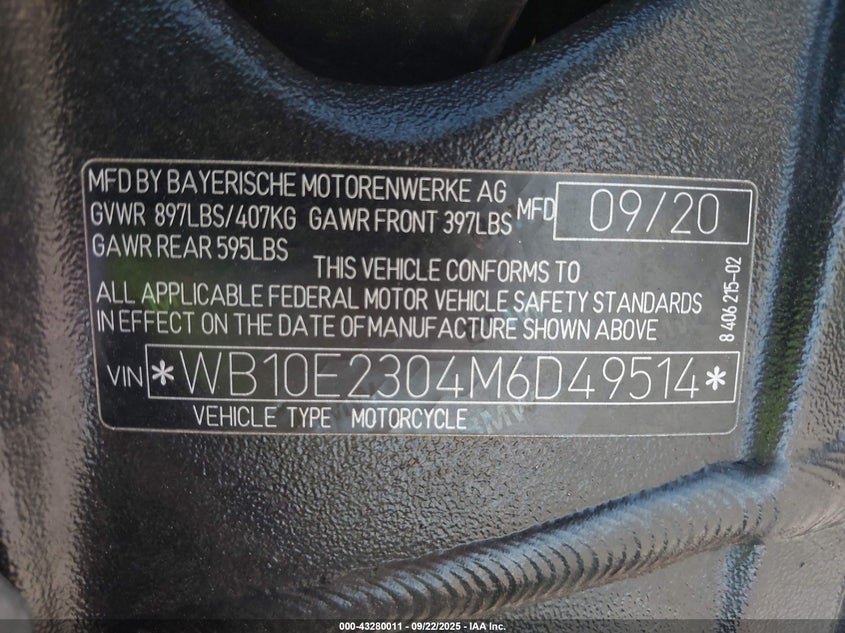 MFD BY BAYERISCHE MOTORENWERKE AG
GVWR 897LBS/407KG GAWR FRONT 397LBS MFD 09/20
GAWR REAR 595LBS
THIS VEHICLE CONFORMS TO
ALL APPLICABLE FEDERAL MOTOR VEHICLE SAFETY STANDARDS
IN EFFECT ON THE DATE OF MANUFACTURE SHOWN ABOVE
VIN *WB10E2304M6D49514*
VEHICLE TYPE MOTORCYCLE
8 406 215-02
BMW
000-43280011 - 09/22/2025 - IAA Inc.